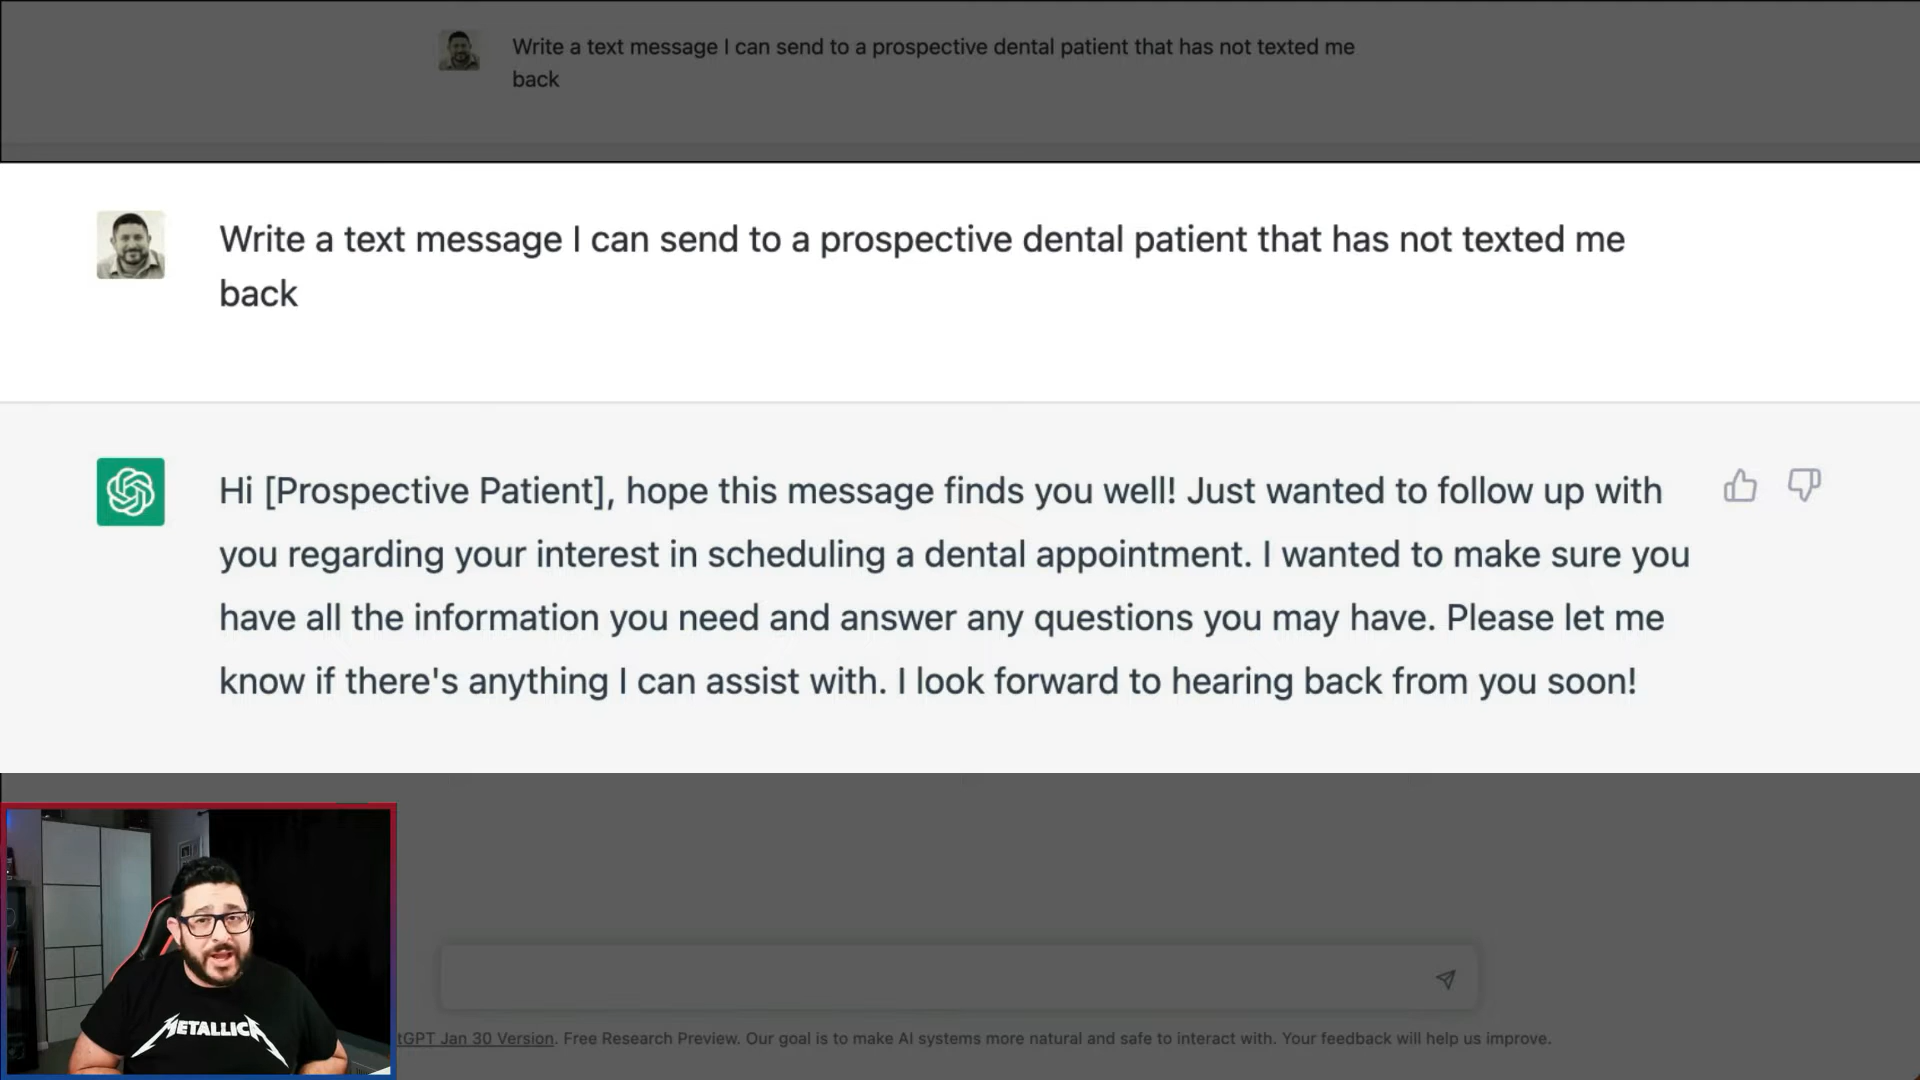 Write a text message I can send to a prospective dental patient that has not texted me
back
Write a text message I can send to a prospective dental patient that has not texted me
back
Hi [Prospective Patient], hope this message finds you well! Just wanted to follow up with
you regarding your interest in scheduling a dental appointment. I wanted to make sure you
have all the information you need and answer any questions you may have. Please let me
know if there's anything I can assist with. I look forward to hearing back from you soon!
METALLICA
tGPT Jan 30 Version. Free Research Preview. Our goal is to make AI systems more natural and safe to interact with. Your feedback will help us improve.